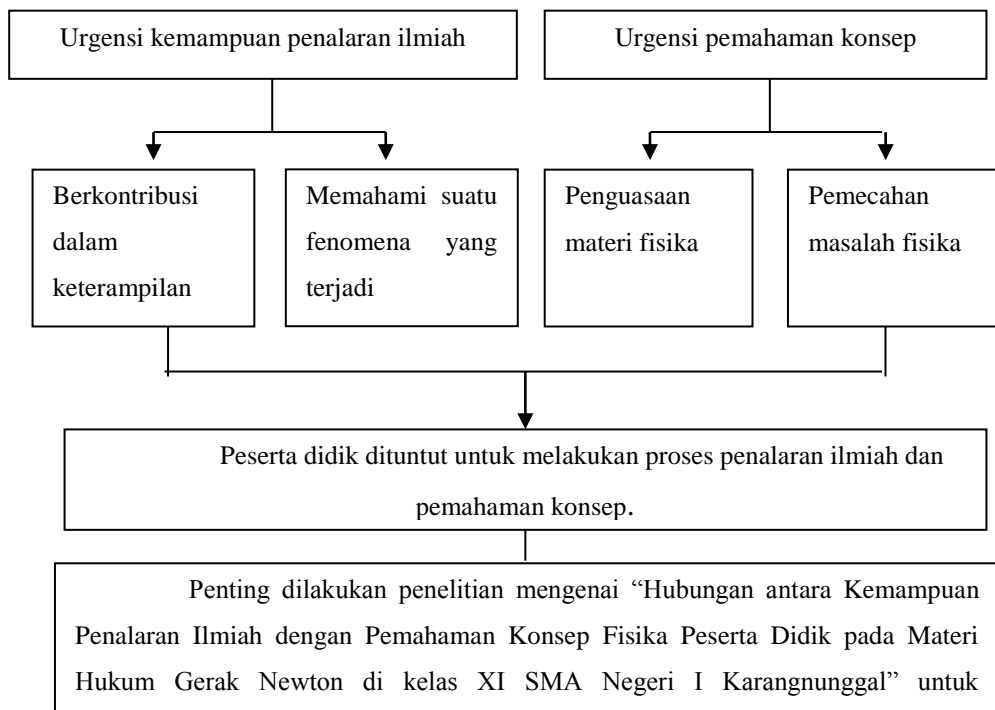 Urgensi kemampuan penalaran ilmiah
Urgensi pemahaman konsep
Berkontribusi
dalam
keterampilan
Memahami suatu
fenomena yang
terjadi
Penguasaan
materi fisika
Pemecahan
masalah fisika
Peserta didik dituntut untuk melakukan proses penalaran ilmiah dan
pemahaman konsep.
Penting dilakukan penelitian mengenai “Hubungan antara Kemampuan
Penalaran Ilmiah dengan Pemahaman Konsep Fisika Peserta Didik pada Materi
Hukum Gerak Newton di kelas XI SMA Negeri I Karangnunggal” untuk